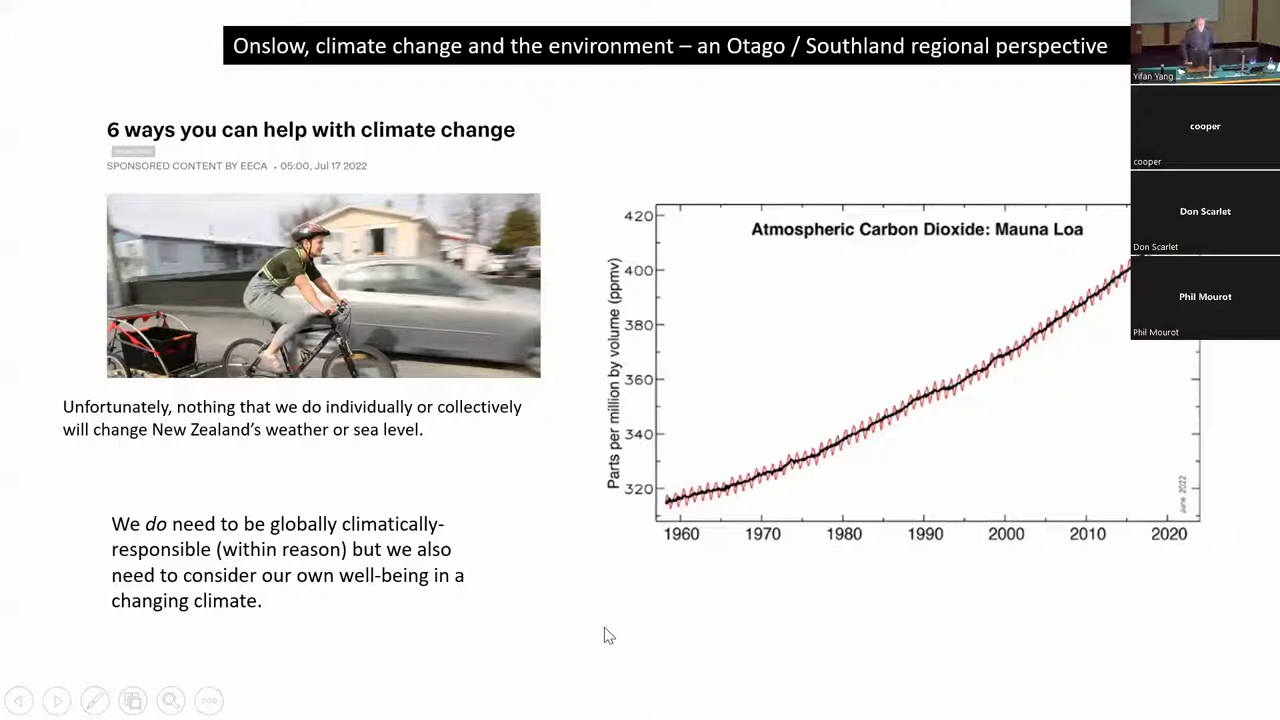 Onslow, climate change and the environment – an Otago / Southland regional perspective
6 ways you can help with climate change
SPONSORED CONTENT BY EECA • 05:00, Jul 17 2022
Unfortunately, nothing that we do individually or collectively
will change New Zealand's weather or sea level.
We do need to be globally climatically-
responsible (within reason) but we also
need to consider our own well-being in a
changing climate.
Atmospheric Carbon Dioxide: Mauna Loa
Parts per million by volume (ppmv)
420
400
380
360
340
320
1960 1970 1980 1990 2000 2010 2020
June 2022
Yifan Yang
cooper
cooper
Don Scarlet
Don Scarlet
Phil Mourot
Phil Mourot